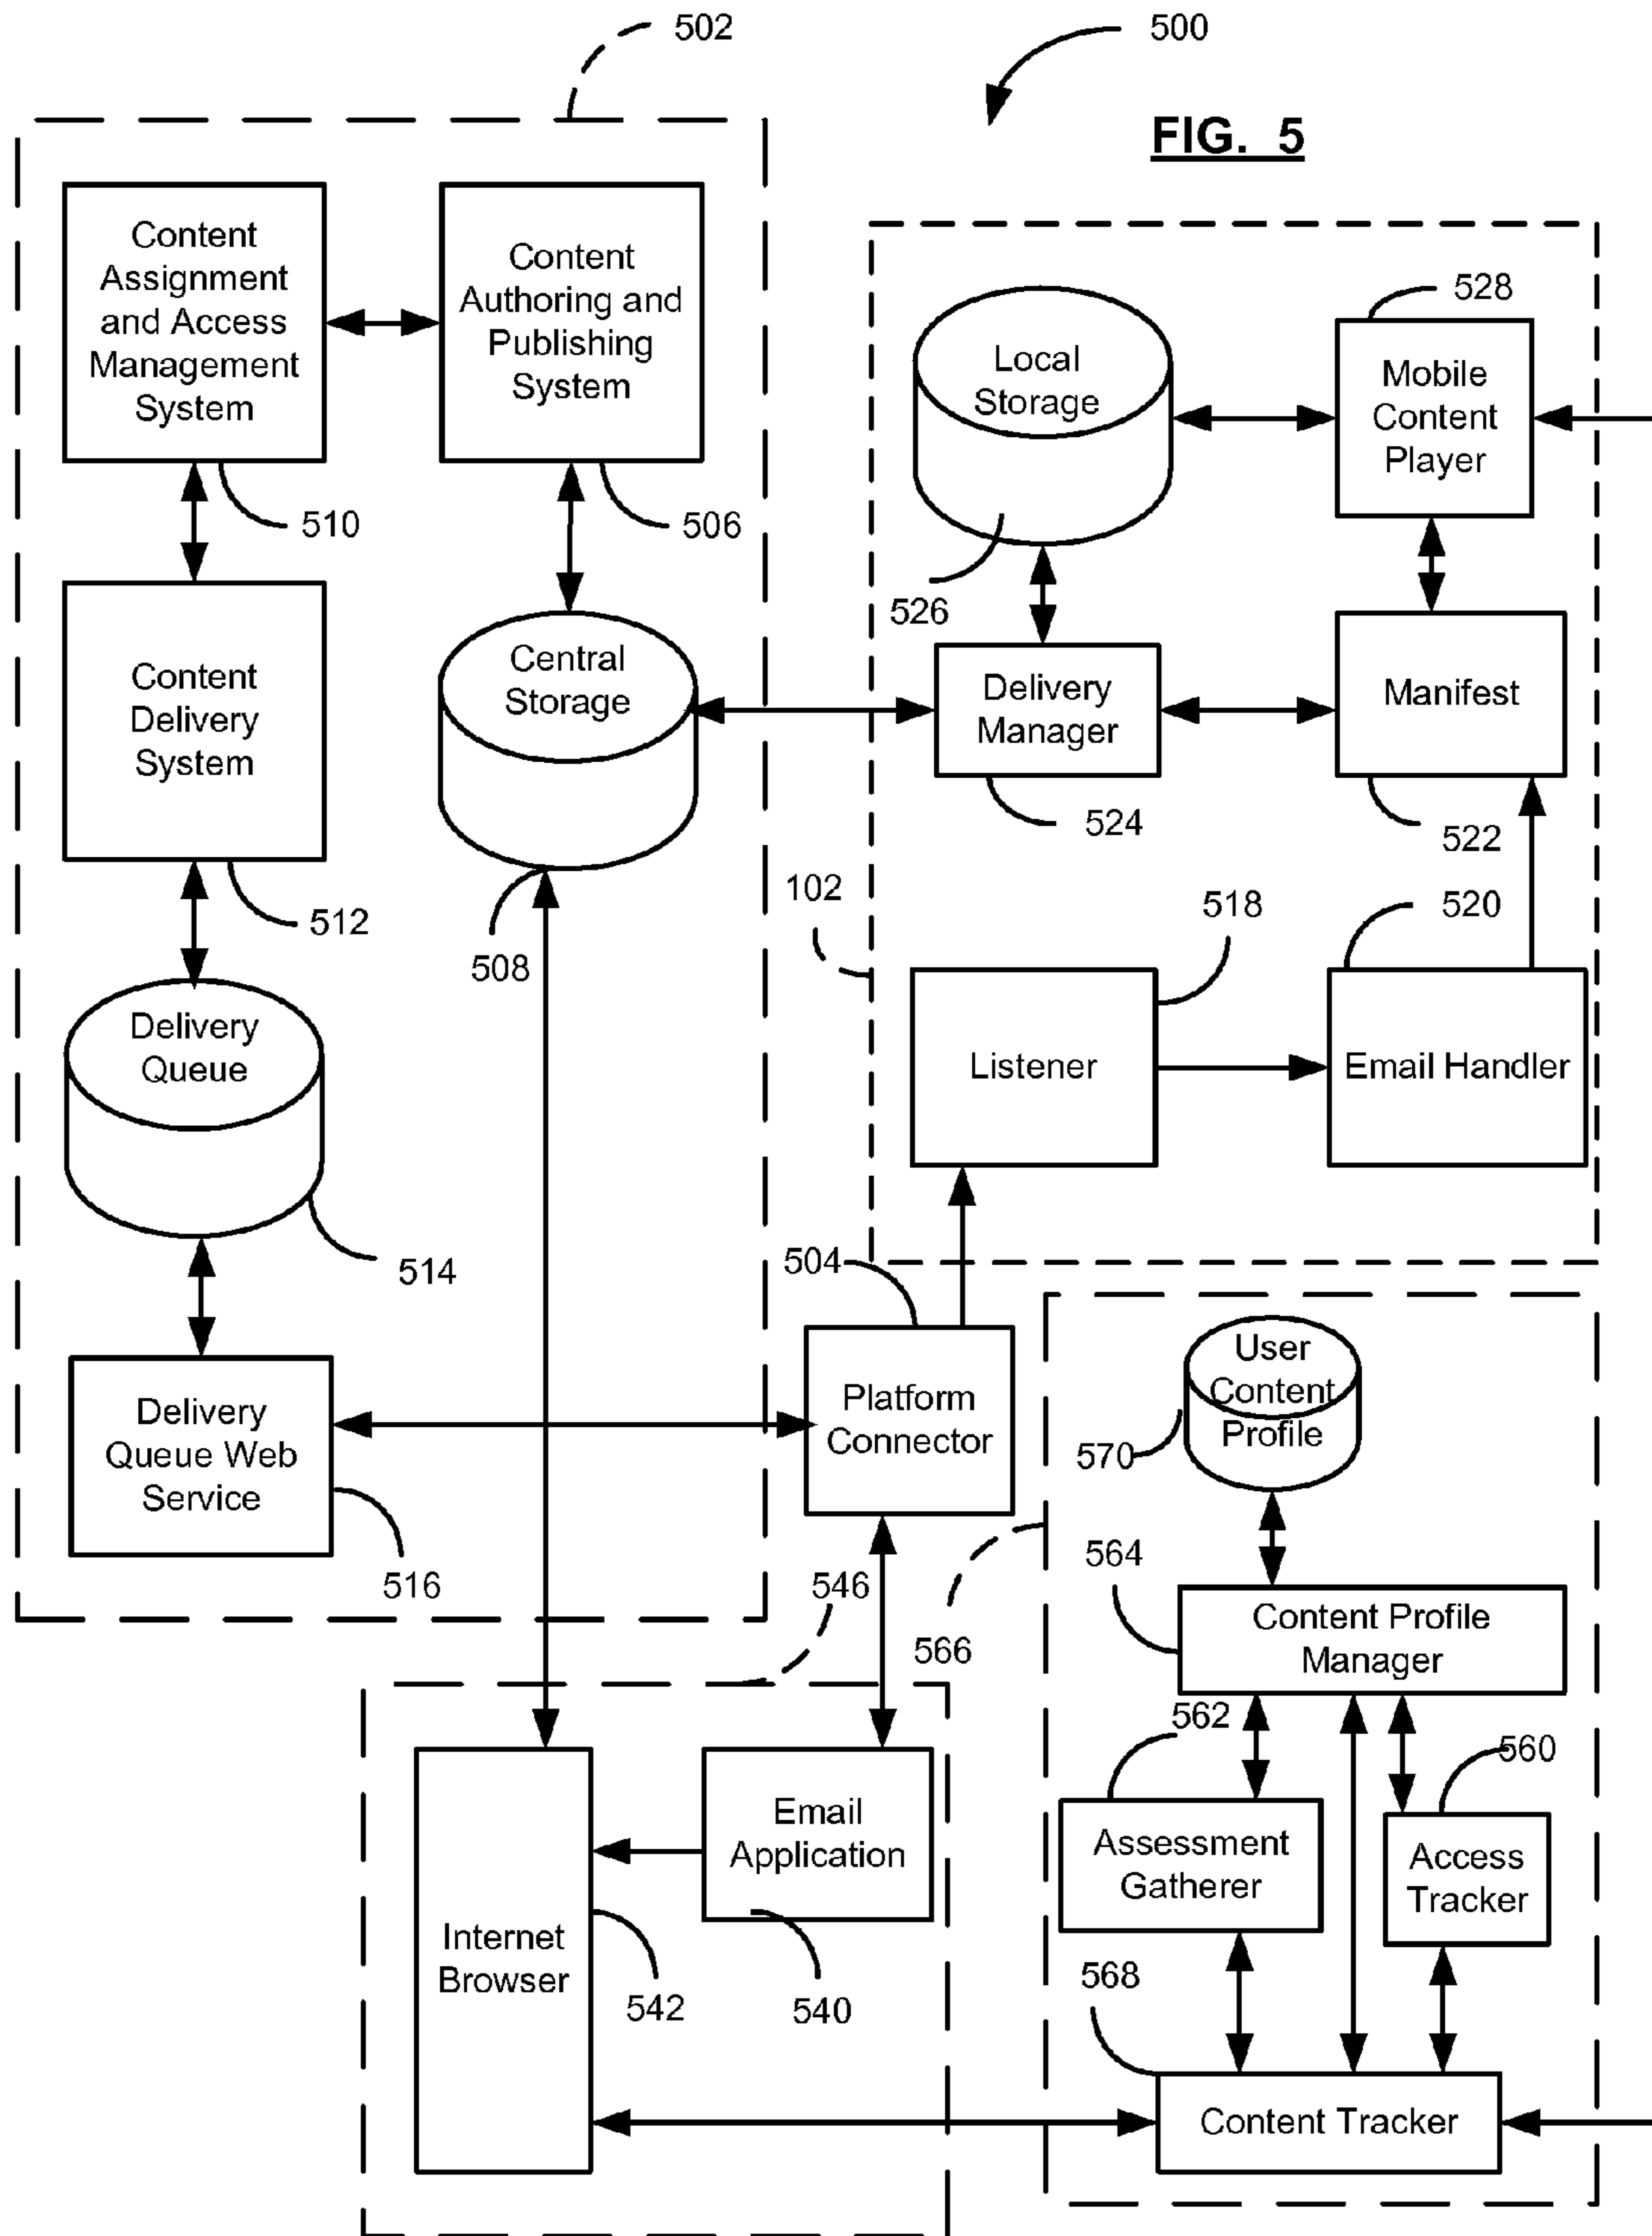 502
500
FIG. 5
Content
Assignment
and Access
Management
System
Content
Authoring and
Publishing
System
510
506
Content
Delivery
System
Central
Storage
512
508
Delivery
Queue
514
Delivery
Queue Web
Service
516
Local
Storage
528
Mobile
Content
Player
526
Delivery
Manager
Manifest
524
522
102
518
520
Listener
Email Handler
504
Platform
Connector
User
Content
Profile
570
564
Content Profile
Manager
546
566
562
560
Assessment
Gatherer
Access
Tracker
Email
Application
Internet
Browser
542
540
568
Content Tracker